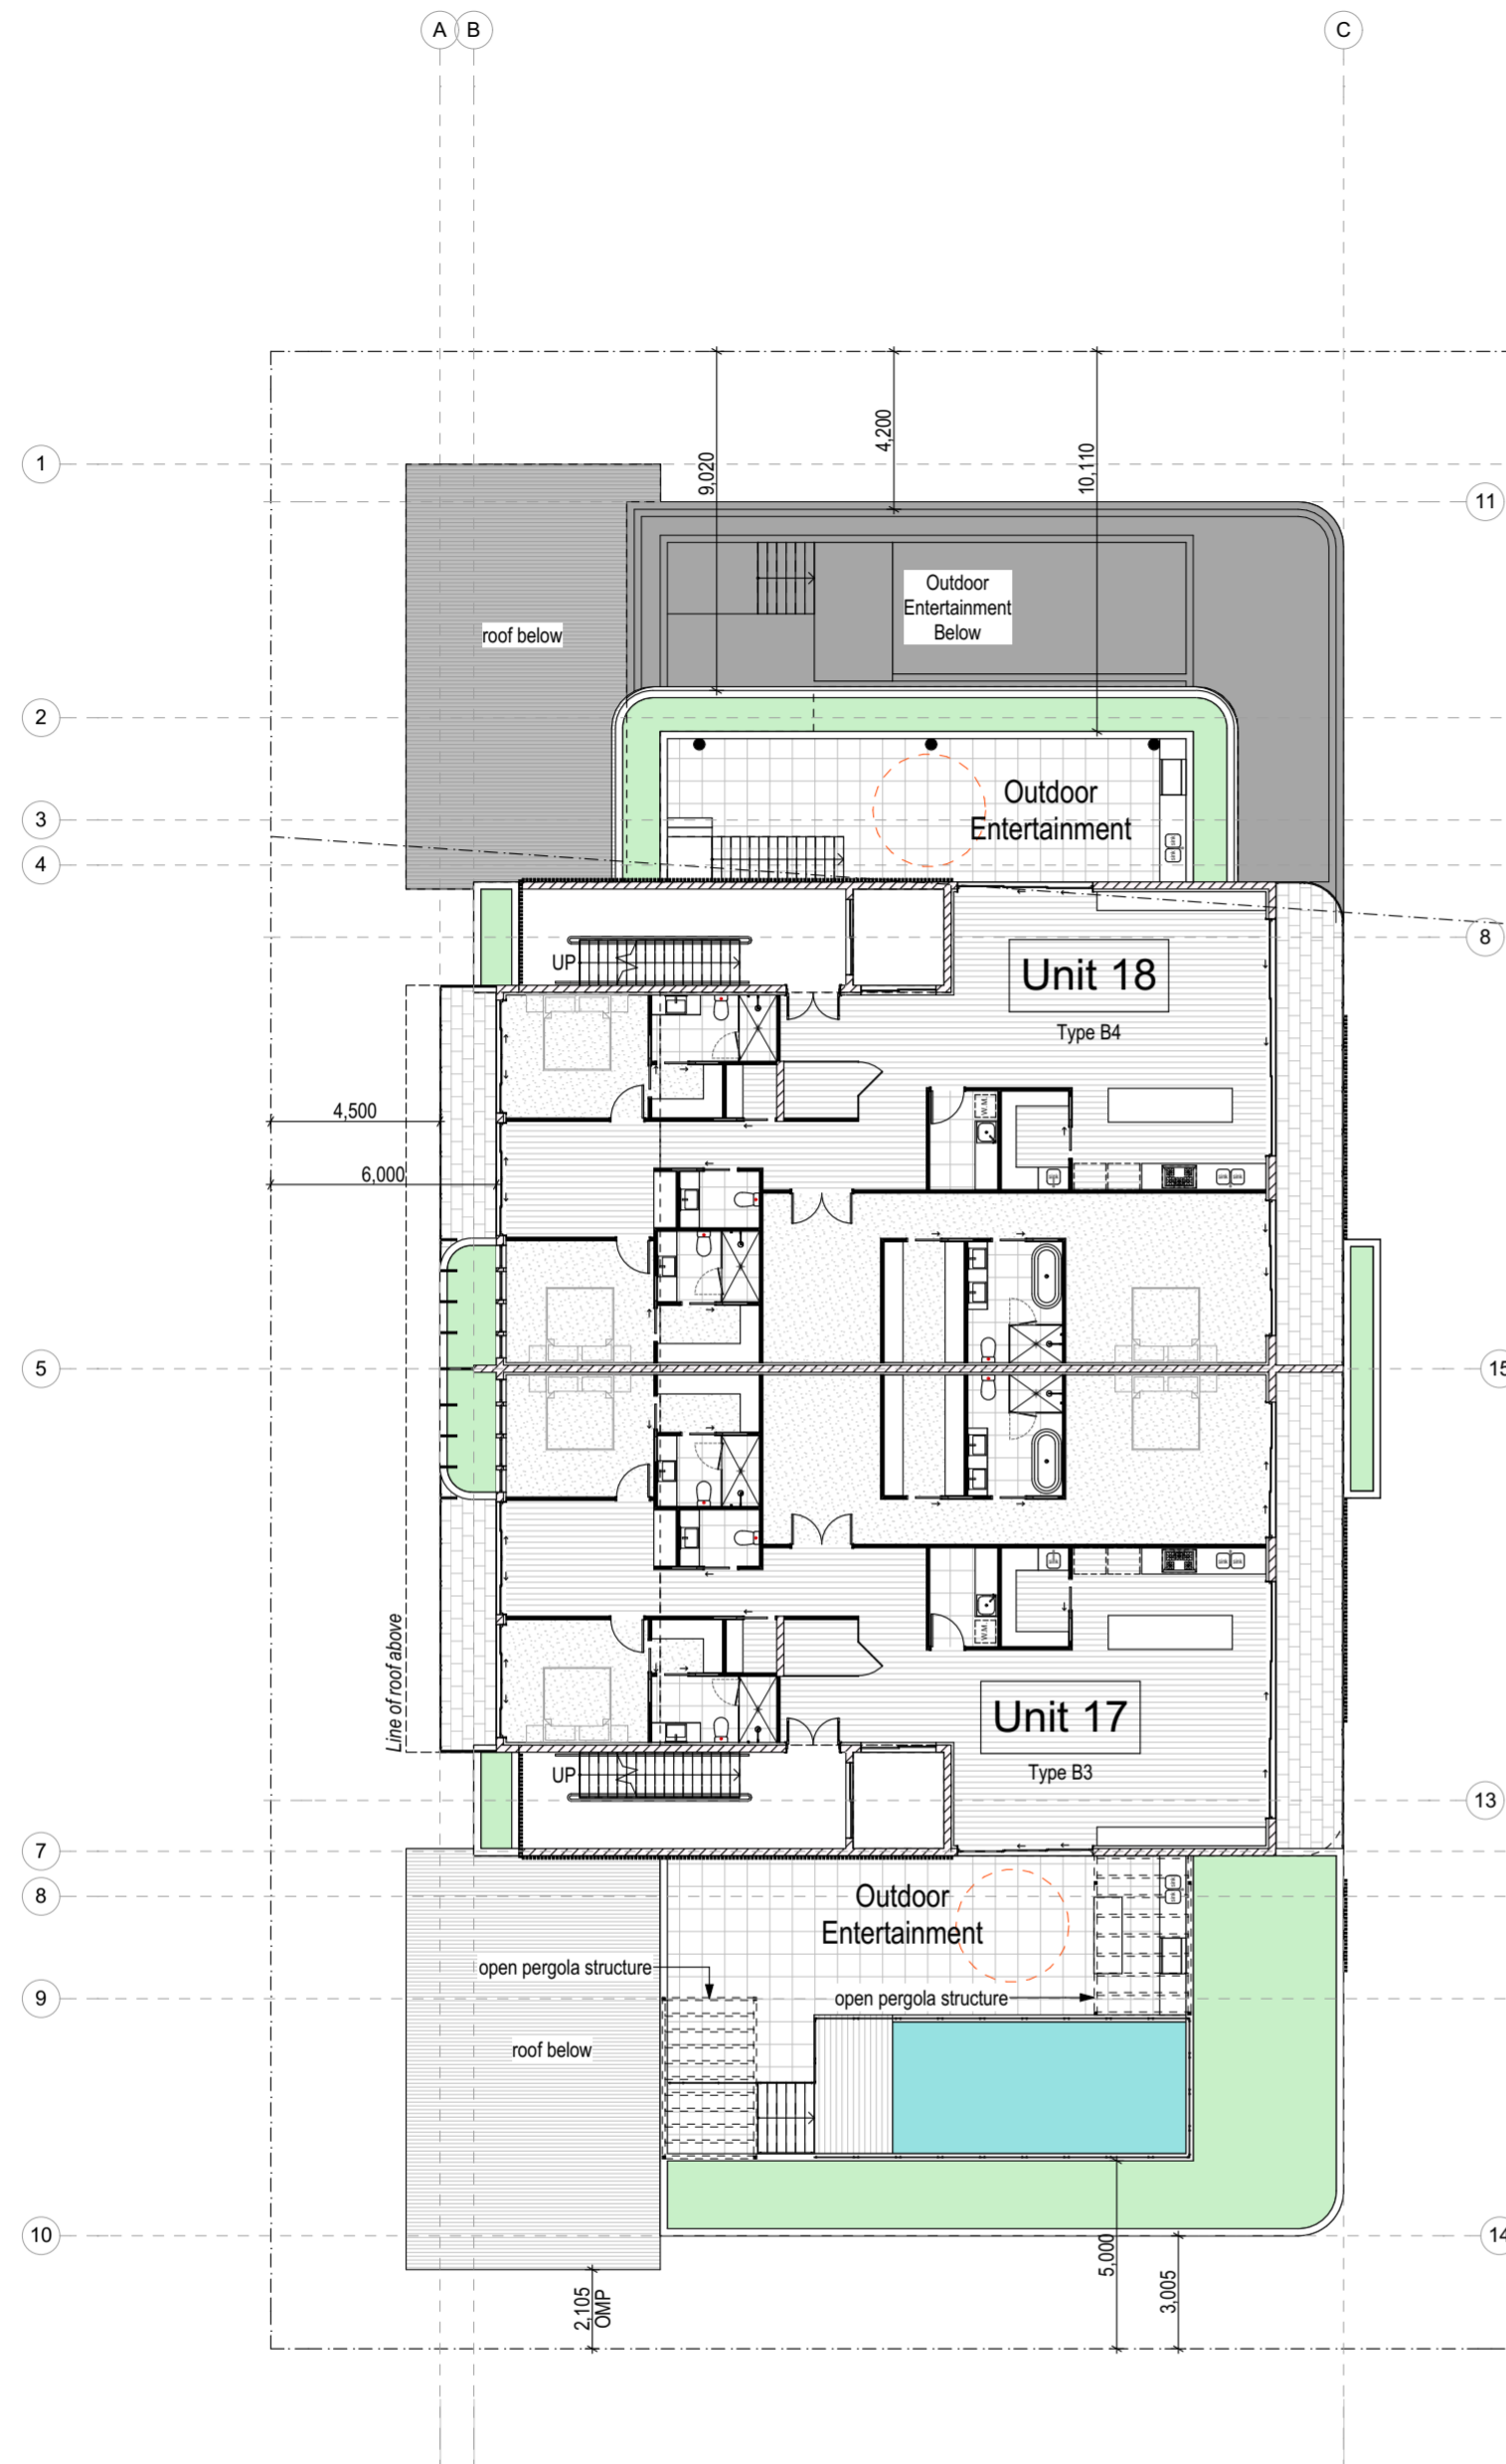 A
B
C
1
9,020
4,200
10,110
11
Outdoor
Entertainment
Below
roof below
2
Outdoor
Entertainment
3
4
UP
8
Unit 18
Type B4
W.M.
4,500
6,000
5
15
Line of roof above
W.M.
Unit 17
Type B3
UP
13
7
8
Outdoor
Entertainment
open pergola structure
9
open pergola structure
roof below
10
14
5,000
3,005
2,105
OMP